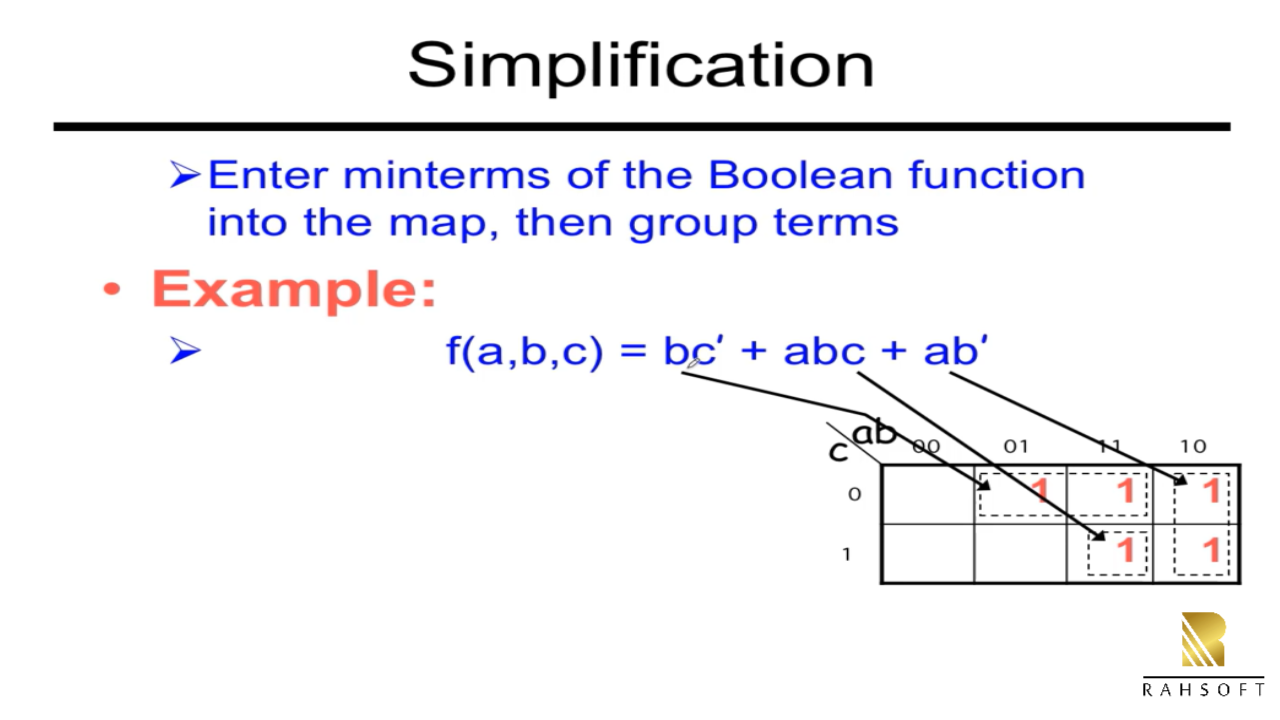 Simplification
➢Enter minterms of the Boolean function
into the map, then group terms
• Example:
➢ f(a,b,c) = bc′ + abc + ab′
ab
c
00 01 11 10
0 1 1 1
1 1 1
RAHSOFT